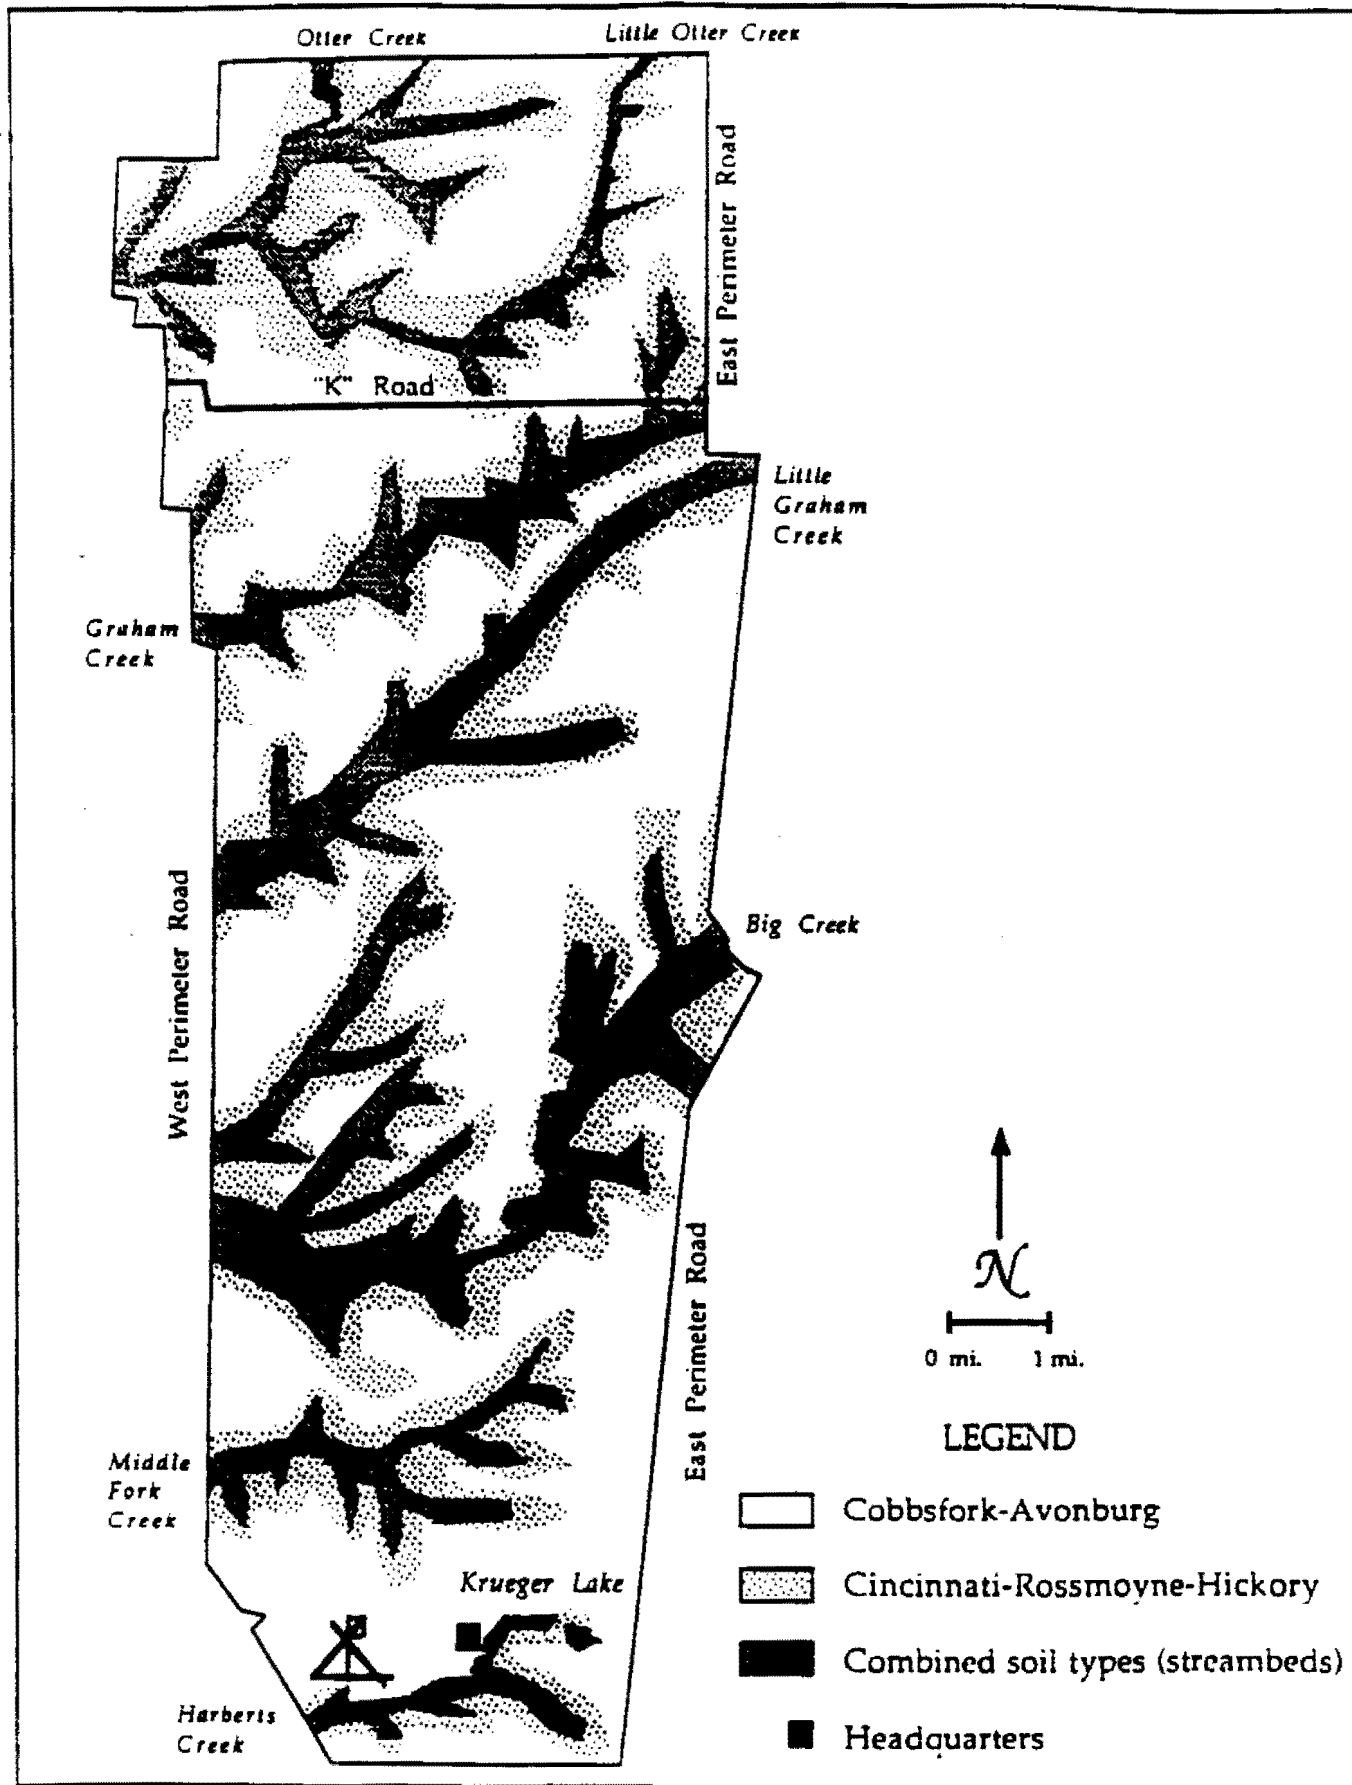 Otter Creek
Little Otter Creek
East Perimeter Road
"K" Road
Little
Graham
Creek
Graham
Creek
West Perimeter Road
Big Creek
N
0 mi. 1 mi.
East Perimeter Road
LEGEND
Middle
Fork
Creek
Cobbsfork-Avonburg
Cincinnati-Rossmoyne-Hickory
Krueger Lake
Combined soil types (streambeds)
Harberts
Creek
Headquarters